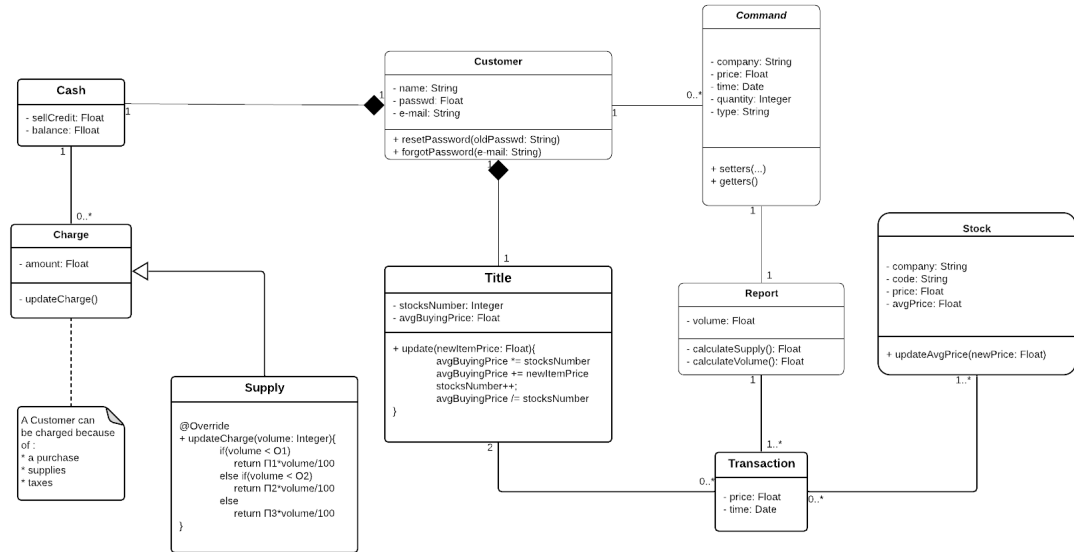 Command
- company: String
- price: Float
- time: Date
- quantity: Integer
- type: String
+ setters(...)
+ getters()
Customer
- name: String
- passwd: Float
- e-mail: String
+ resetPassword(oldPasswd: String)
+ forgotPassword(e-mail: String)
Cash
- sellCredit: Float
- balance: Float
1
1
1
0..*
1
0..*
1
1
1
1
Charge
- amount: Float
- updateCharge()
Title
- stocksNumber: Integer
- avgBuyingPrice: Float
+ update(newItemPrice: Float){
avgBuyingPrice *= stocksNumber
avgBuyingPrice += newItemPrice
stocksNumber++;
avgBuyingPrice /= stocksNumber
}
2
Report
- volume: Float
- calculateSupply(): Float
- calculateVolume(): Float
1
1..*
Stock
- company: String
- code: String
- price: Float
- avgPrice: Float
+ updateAvgPrice(newPrice: Float)
1..*
A Customer can
be charged because
of :
* a purchase
* supplies
* taxes
Supply
@Override
+ updateCharge(volume: Integer){
if(volume < O1)
return Π1*volume/100
else if(volume < O2)
return Π2*volume/100
else
return Π3*volume/100
}
Transaction
- price: Float
- time: Date
0..*
0..*